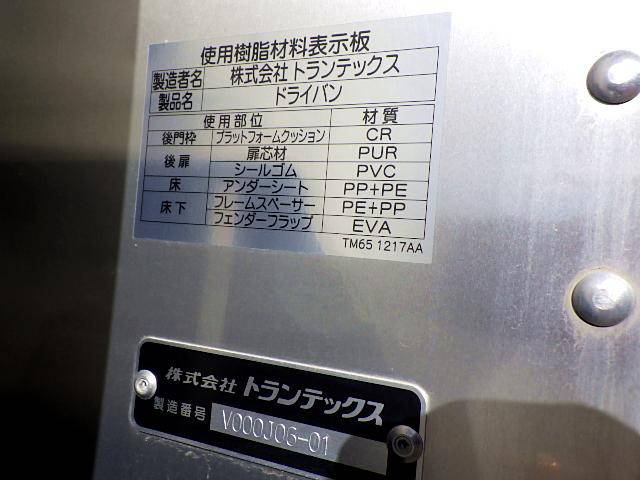 使用樹脂材料表示板
製造者名 株式会社 トランテックス
製品名 ドライバン
使用部位 材質
後門枠 プラットフォームクッション CR
後扉 扉芯材 PUR
シールゴム PVC
床 アンダーシート PP+PE
床下 フレームスペーサー PE+PP
フェンダーフラップ EVA
TM65 1217AA
株式会社 トランテックス
製造番号 V000J06-01